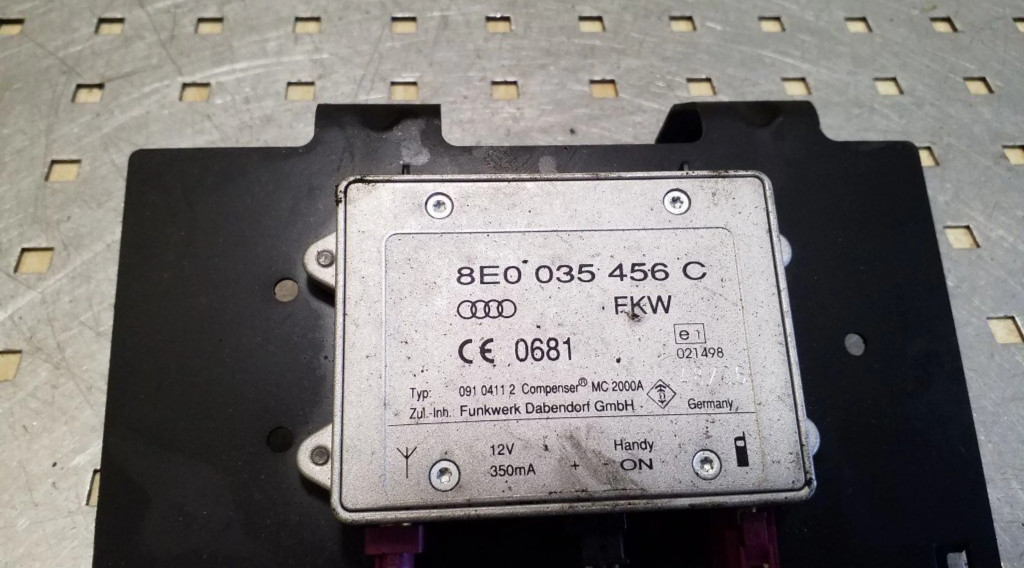 8E0 035 456 C
FKW
CE 0681
e1
021498
Typ: 091 0411 2 Compenser® MC 2000A
Zul.-Inh. Funkwerk Dabendorf GmbH Germany
12V Handy
350mA + ON